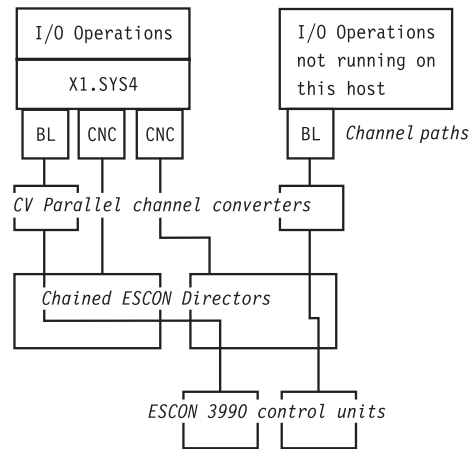 I/O Operations
X1.SYS4
I/O Operations
not running on
this host
BL
CNC
CNC
BL
Channel paths
CV Parallel channel converters
Chained ESCON Directors
ESCON 3990 control units